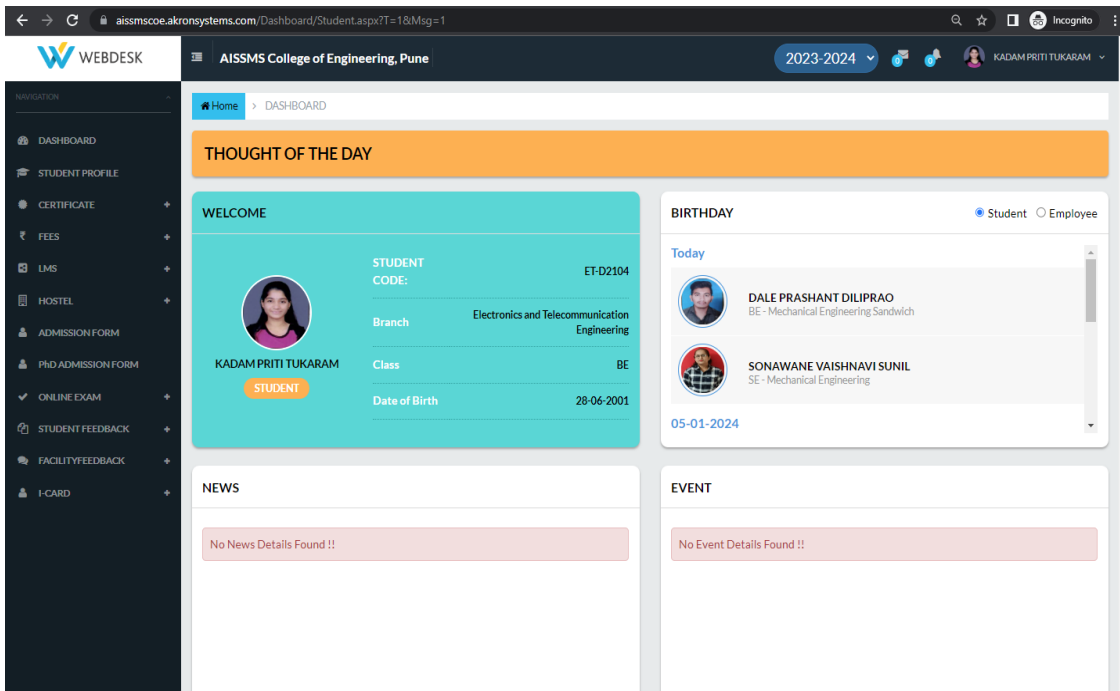 aissmscoe.akronsystems.com/Dashboard/Student.aspx?T=1&Msg=1
Incognito
WEBDESK
AISSMS College of Engineering, Pune
2023-2024
0
0
KADAM PRITI TUKARAM
NAVIGATION
DASHBOARD
STUDENT PROFILE
CERTIFICATE +
₹ FEES +
LMS +
HOSTEL +
ADMISSION FORM
PhD ADMISSION FORM
ONLINE EXAM +
STUDENT FEEDBACK +
FACILITYFEEDBACK +
I-CARD +
Home > DASHBOARD
THOUGHT OF THE DAY
WELCOME
KADAM PRITI TUKARAM
STUDENT
STUDENT
CODE:
ET-D2104
Branch
Electronics and Telecommunication
Engineering
Class
BE
Date of Birth
28-06-2001
BIRTHDAY
Student
Employee
Today
DALE PRASHANT DILIPRAO
BE - Mechanical Engineering Sandwich
SONAWANE VAISHNAVI SUNIL
SE - Mechanical Engineering
05-01-2024
NEWS
No News Details Found !!
EVENT
No Event Details Found !!